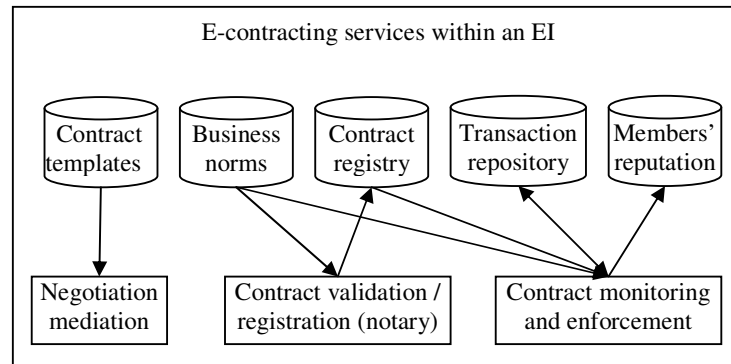 E-contracting services within an EI
Contract
templates
Business
norms
Contract
registry
Transaction
repository
Members'
reputation
Negotiation
mediation
Contract validation /
registration (notary)
Contract monitoring
and enforcement